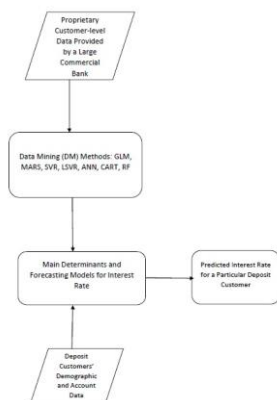 Proprietary
Customer-level
Data Provided
by a Large
Commercial
Bank
Data Mining (DM) Methods: GLM,
MARS, SVR, LSVR, ANN, CART, RF
Main Determinants and
Forecasting Models for Interest
Rate
Predicted Interest Rate
for a Particular Deposit
Customer
Deposit
Customers'
Demographic
and Account
Data